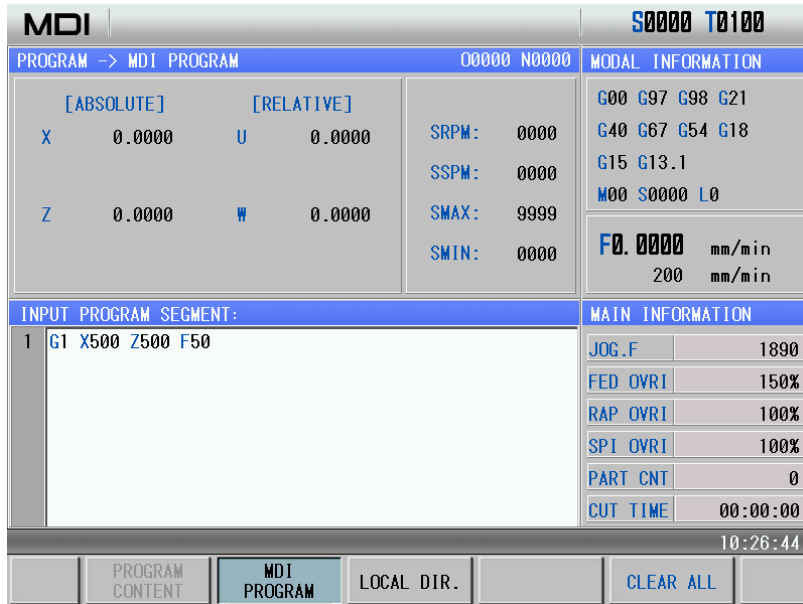 MDI S0000 T0100
PROGRAM -> MDI PROGRAM O0000 N0000
[ABSOLUTE] [RELATIVE]
X 0.0000 U 0.0000
Z 0.0000 W 0.0000
SRPM: 0000
SSPM: 0000
SMAX: 9999
SMIN: 0000
MODAL INFORMATION
G00 G97 G98 G21
G40 G67 G54 G18
G15 G13.1
M00 S0000 L0
F0.0000 mm/min
200 mm/min
INPUT PROGRAM SEGMENT:
1 G1 X500 Z500 F50
MAIN INFORMATION
JOG.F 1890
FED OVRI 150%
RAP OVRI 100%
SPI OVRI 100%
PART CNT 0
CUT TIME 00:00:00
10:26:44
PROGRAM CONTENT
MDI PROGRAM
LOCAL DIR.
CLEAR ALL